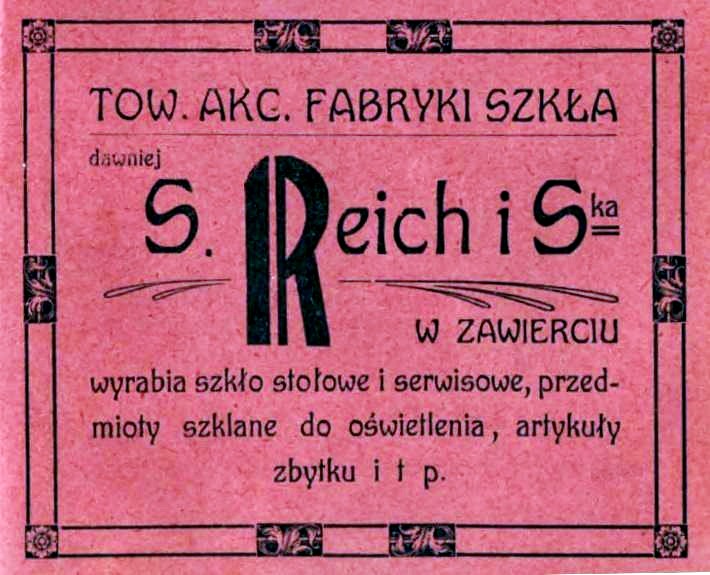 TOW. AKC. FABRYKI SZKŁA
dawniej
S. Reich i Ska
W ZAWIERCIU
wyrabia szkło stołowe i serwisowe, przed-
mioty szklane do oświetlenia, artykuły
zbytku i t p.